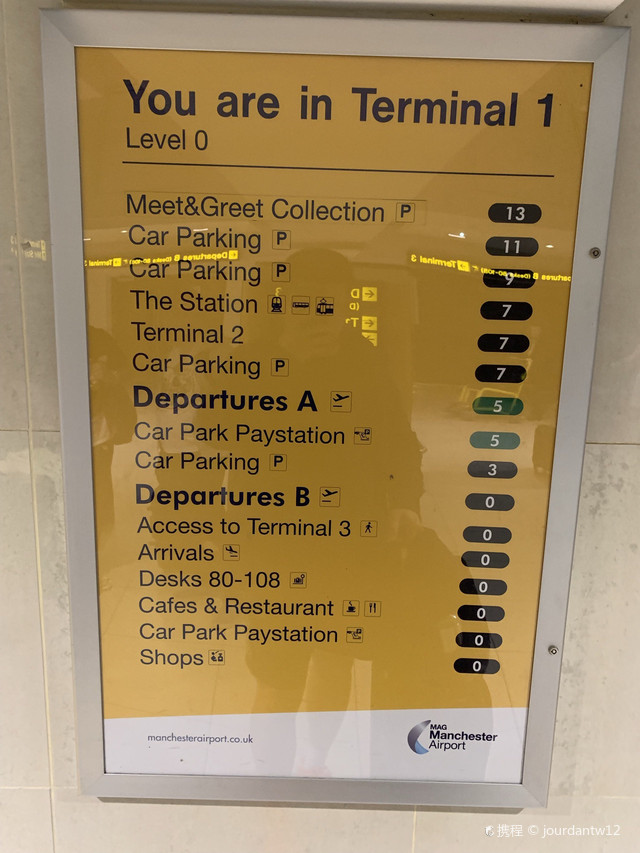 You are in Terminal 1
Level 0
Meet&Greet Collection P 13
Car Parking P 11
Car Parking P 9
The Station 7
Terminal 2 7
Car Parking P 7
Departures A 5
Car Park Paystation 5
Car Parking P 3
Departures B 0
Access to Terminal 3 0
Arrivals 0
Desks 80-108 0
Cafes & Restaurant 0
Car Park Paystation 0
Shops 0
manchesterairport.co.uk
MAG
Manchester
Airport
携程 © jourdantw12